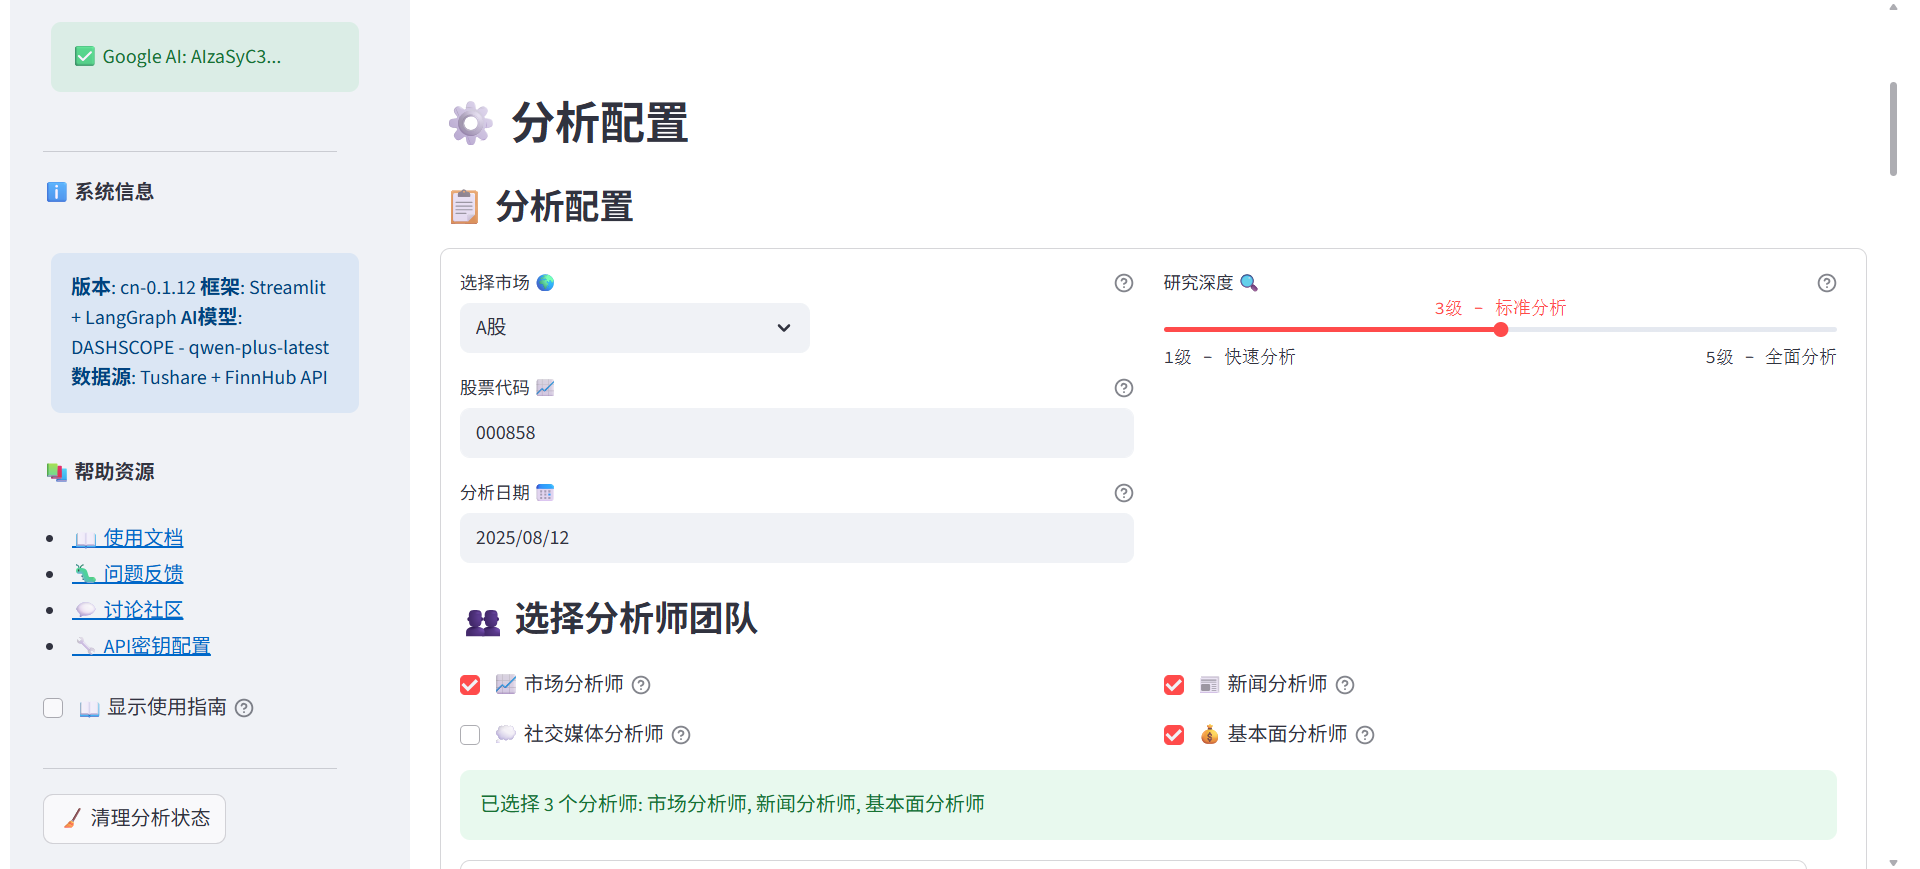 Google AI: AIzaSyC3...
系统信息
版本: cn-0.1.12 框架: Streamlit
+ LangGraph AI模型:
DASHSCOPE - qwen-plus-latest
数据源: Tushare + FinnHub API
帮助资源
使用文档
问题反馈
讨论社区
API密钥配置
显示使用指南
清理分析状态
分析配置
分析配置
选择市场
A股
股票代码
000858
分析日期
2025/08/12
研究深度
3级 - 标准分析
1级 - 快速分析
5级 - 全面分析
选择分析师团队
市场分析师
新闻分析师
社交媒体分析师
基本面分析师
已选择 3 个分析师: 市场分析师, 新闻分析师, 基本面分析师